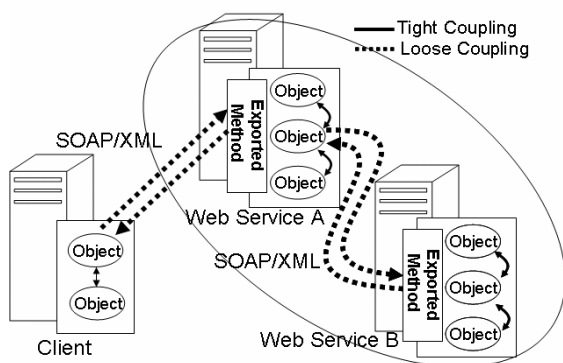 Tight Coupling
Loose Coupling
Object
Object
Object
Exported
Method
SOAP/XML
Web Service A
Object
Object
Client
SOAP/XML
Object
Object
Object
Exported
Method
Web Service B